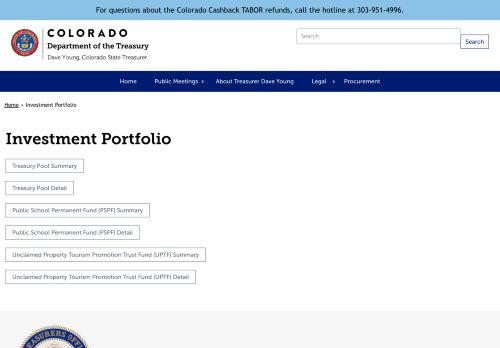 For questions about the Colorado Cashback TABOR refunds, call the hotline at 303-951-4996.
COLORADO
Department of the Treasury
Dave Young, Colorado State Treasurer
Search
Search
Home
Public Meetings
About Treasurer Dave Young
Legal
Procurement
Home › Investment Portfolio
Investment Portfolio
Treasury Pool Summary
Treasury Pool Detail
Public School Permanent Fund (PSPF) Summary
Public School Permanent Fund (PSPF) Detail
Unclaimed Property Tourism Promotion Trust Fund (UPTF) Summary
Unclaimed Property Tourism Promotion Trust Fund (UPTF) Detail